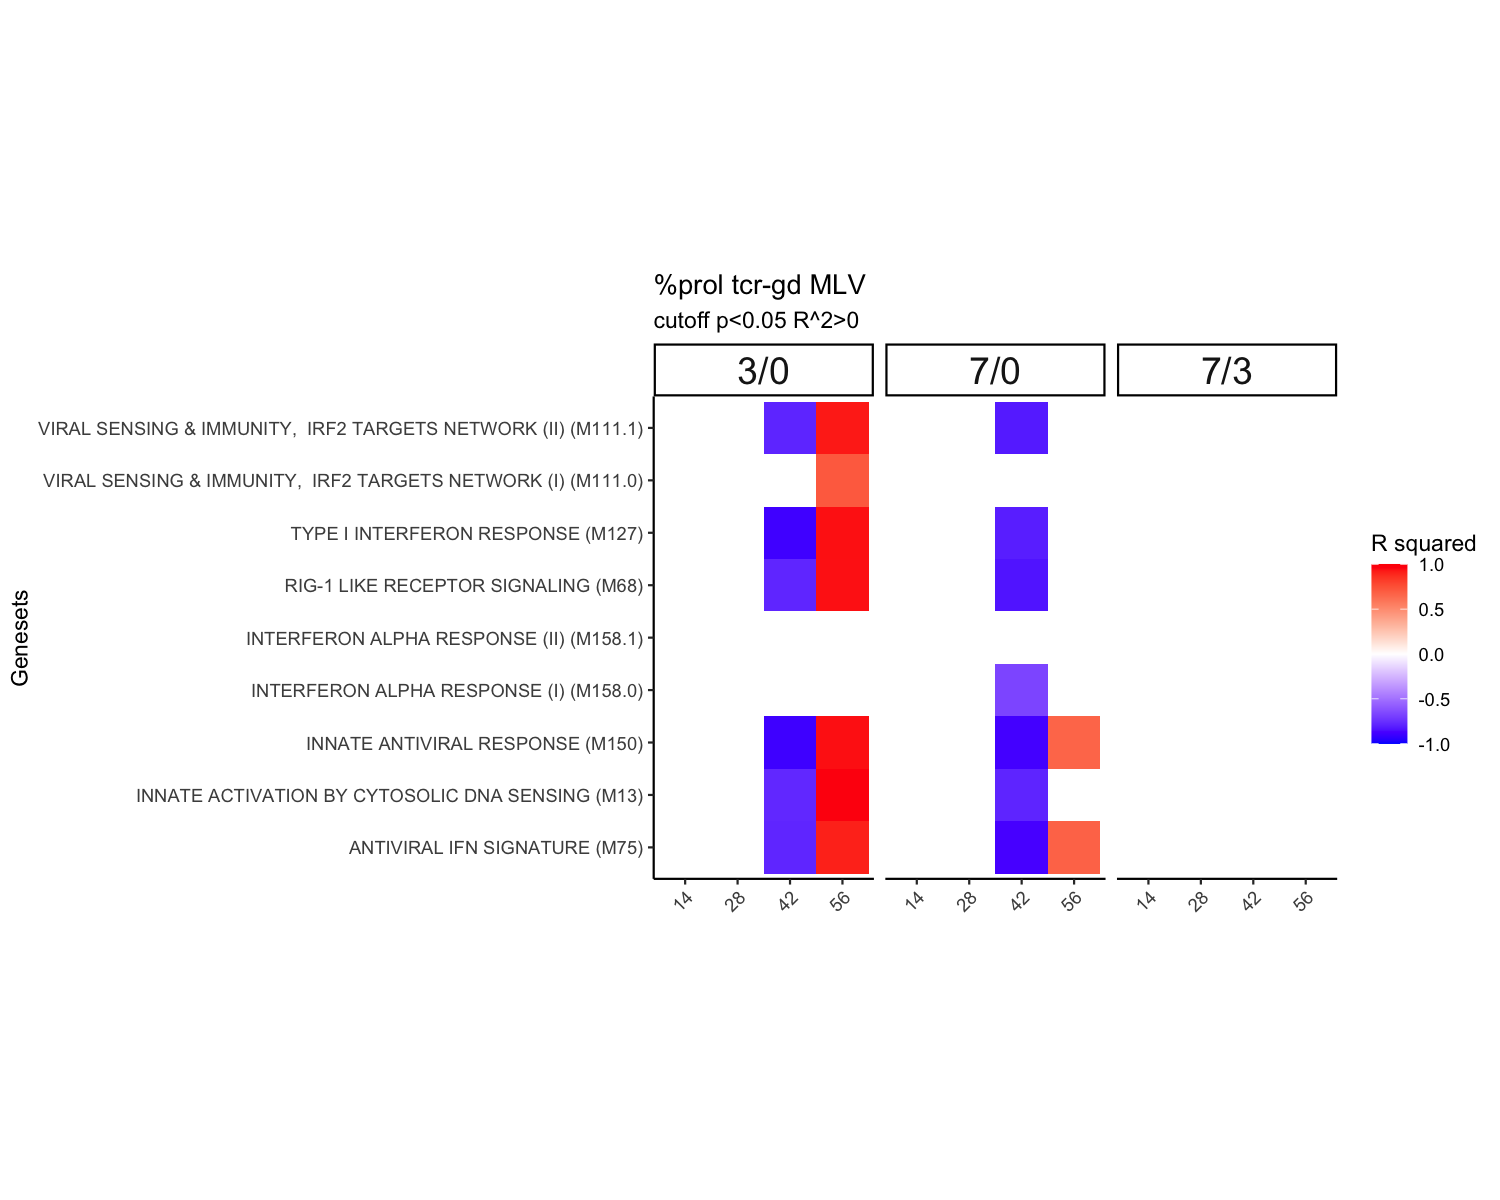 %prol tcr-gd MLV
cutoff p<0.05 R^2>0
3/0 7/0 7/3
VIRAL SENSING & IMMUNITY,  IRF2 TARGETS NETWORK (II) (M111.1)
VIRAL SENSING & IMMUNITY,  IRF2 TARGETS NETWORK (I) (M111.0)
TYPE I INTERFERON RESPONSE (M127)
RIG-1 LIKE RECEPTOR SIGNALING (M68)
INTERFERON ALPHA RESPONSE (II) (M158.1)
INTERFERON ALPHA RESPONSE (I) (M158.0)
INNATE ANTIVIRAL RESPONSE (M150)
INNATE ACTIVATION BY CYTOSOLIC DNA SENSING (M13)
ANTIVIRAL IFN SIGNATURE (M75)
Genesets
14 28 42 56 14 28 42 56 14 28 42 56
R squared
1.0
0.5
0.0
-0.5
-1.0